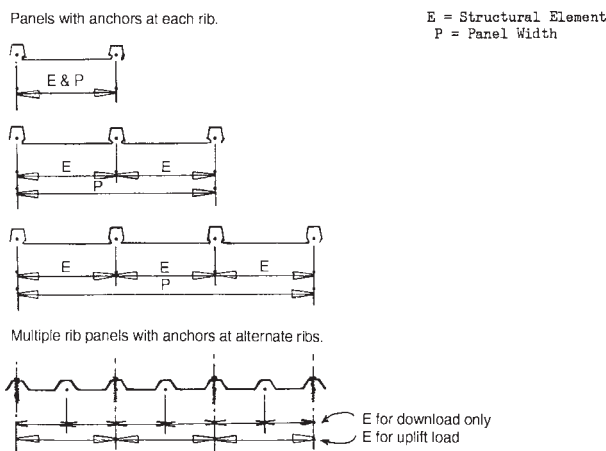 Panels with anchors at each rib.
E = Structural Element
P = Panel Width
E & P
E E
P
E E E
P
Multiple rib panels with anchors at alternate ribs.
E for download only
E for uplift load